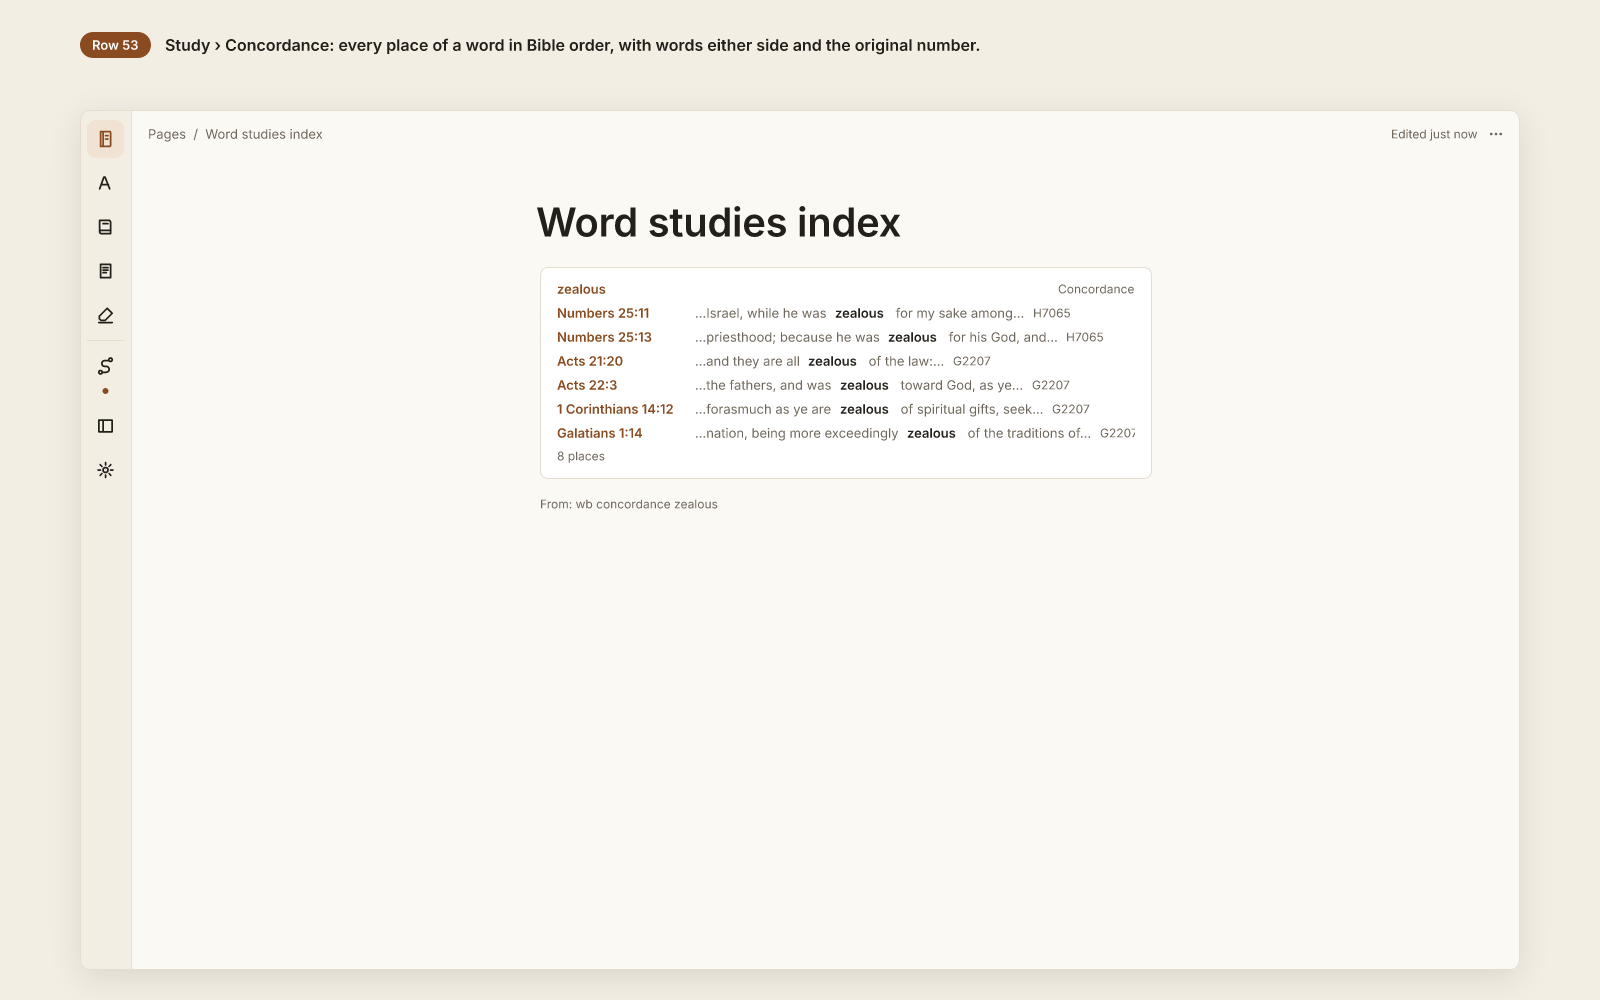 Row 53 Study › Concordance: every place of a word in Bible order, with words either side and the original number.
Pages / Word studies index Edited just now
Word studies index
zealous Concordance
Numbers 25:11 ...Israel, while he was zealous for my sake among... H7065
Numbers 25:13 ...priesthood; because he was zealous for his God, and... H7065
Acts 21:20 ...and they are all zealous of the law:... G2207
Acts 22:3 ...the fathers, and was zealous toward God, as ye... G2207
1 Corinthians 14:12 ...forasmuch as ye are zealous of spiritual gifts, seek... G2207
Galatians 1:14 ...nation, being more exceedingly zealous of the traditions of... G2207
8 places
From: wb concordance zealous